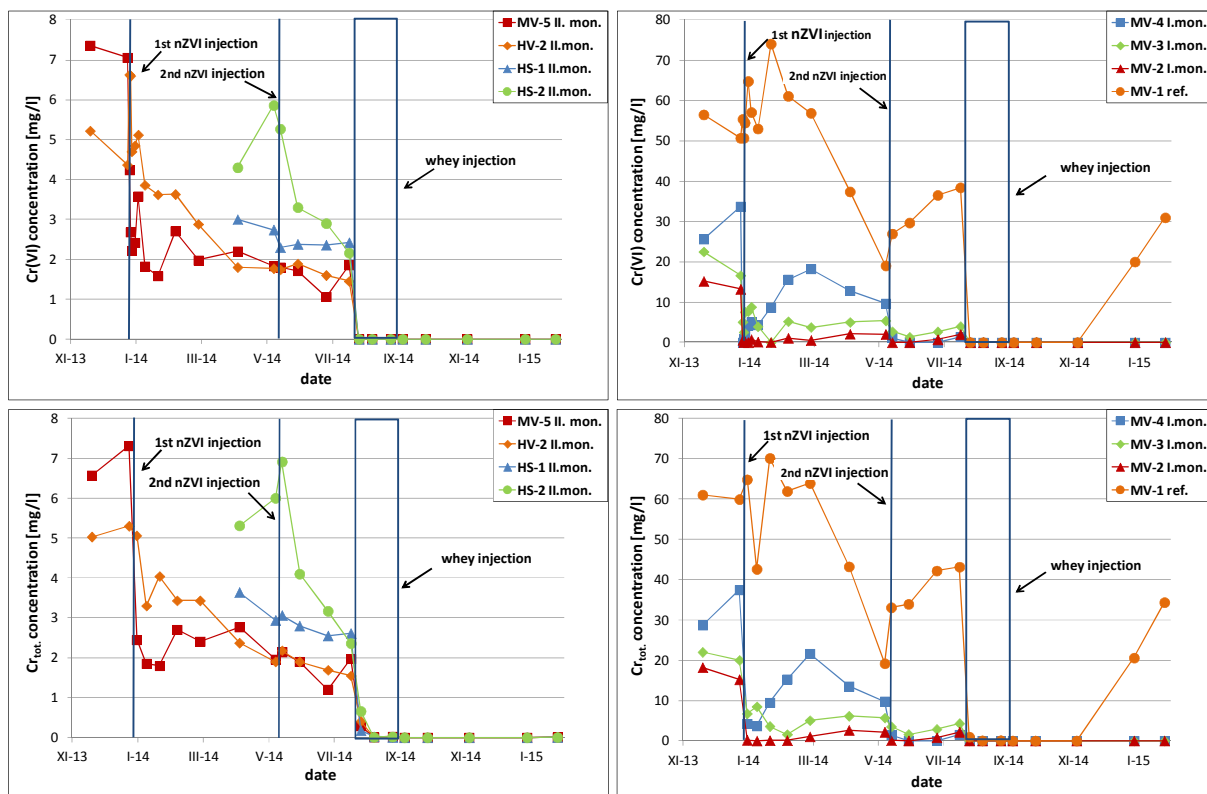 Cr(VI) concentration [mg/l]
8
7
6
5
4
3
2
1
0
XI-13 I-14 III-14 V-14 VII-14 IX-14 XI-14 I-15
date
1st nZVI injection
2nd nZVI injection
whey injection
MV-5 II. mon.
HV-2 II.mon.
HS-1 II.mon.
HS-2 II.mon.
Cr(VI) concentration [mg/l]
80
70
60
50
40
30
20
10
0
XI-13 I-14 III-14 V-14 VII-14 IX-14 XI-14 I-15
date
1st nZVI injection
2nd nZVI injection
whey injection
MV-4 I.mon.
MV-3 I.mon.
MV-2 I.mon.
MV-1 ref.
Cr tot. concentration [mg/l]
8
7
6
5
4
3
2
1
0
XI-13 I-14 III-14 V-14 VII-14 IX-14 XI-14 I-15
date
1st nZVI injection
2nd nZVI injection
whey injection
MV-5 II. mon.
HV-2 II.mon.
HS-1 II.mon.
HS-2 II.mon.
Cr tot. concentration [mg/l]
80
70
60
50
40
30
20
10
0
XI-13 I-14 III-14 V-14 VII-14 IX-14 XI-14 I-15
date
1st nZVI injection
2nd nZVI injection
whey injection
MV-4 I.mon.
MV-3 I.mon.
MV-2 I.mon.
MV-1 ref.